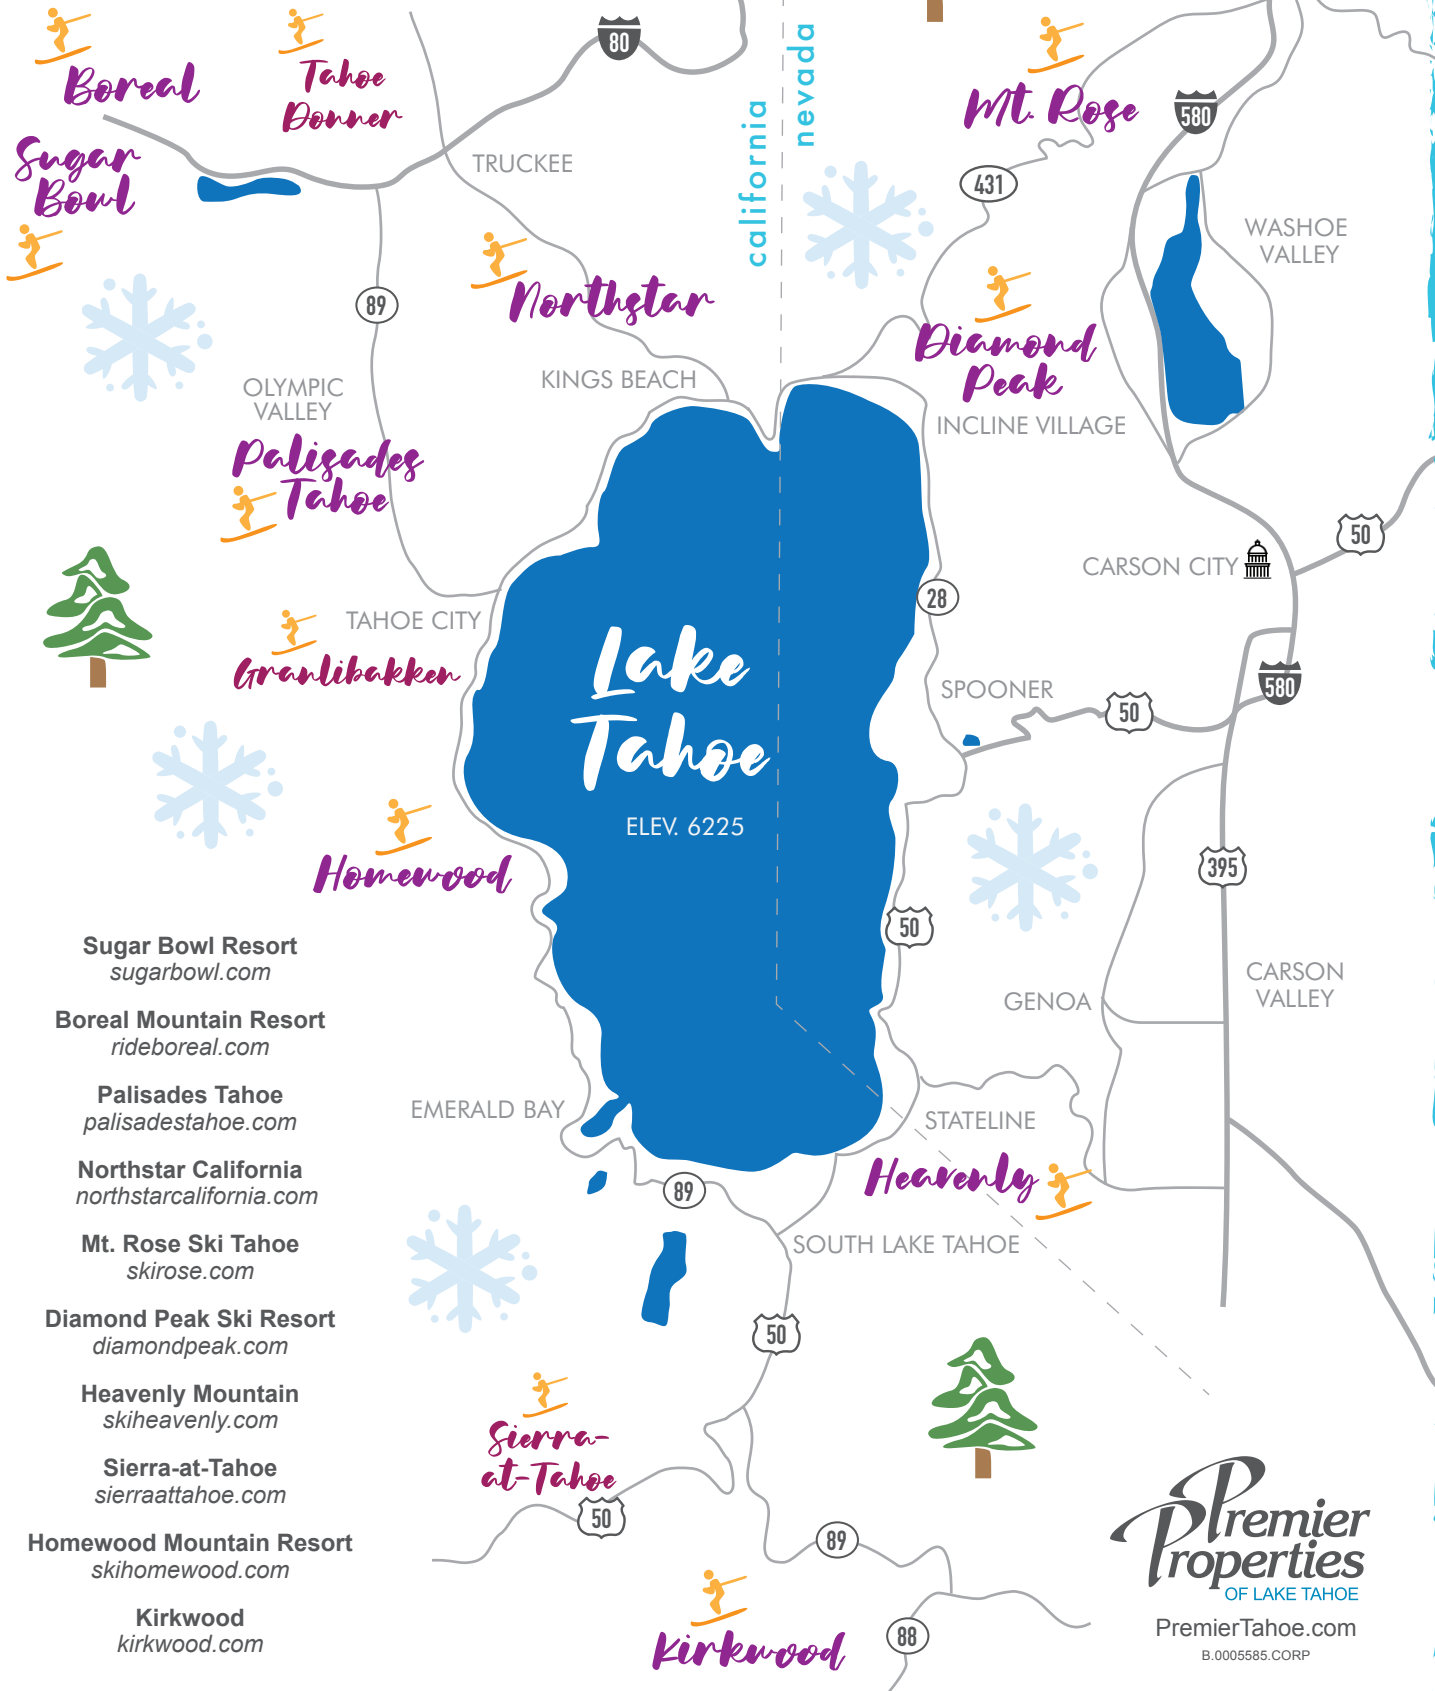 Boreal
Tahoe
Donner
80
california
nevada
Mt. Rose
580
Sugar
Bowl
TRUCKEE
431
WASHOE
VALLEY
89
Northstar
Diamond
Peak
OLYMPIC
VALLEY
KINGS BEACH
INCLINE VILLAGE
Palisades
Tahoe
50
CARSON CITY
28
TAHOE CITY
Granlibakken
Lake
Tahoe
ELEV. 6225
SPOONER
580
50
Homewood
395
50
CARSON
VALLEY
GENOA
EMERALD BAY
STATELINE
Heavenly
89
SOUTH LAKE TAHOE
50
Sierra-
at-Tahoe
50
89
Kirkwood
88
Sugar Bowl Resort
sugarbowl.com
Boreal Mountain Resort
rideboreal.com
Palisades Tahoe
palisadestahoe.com
Northstar California
northstarcalifornia.com
Mt. Rose Ski Tahoe
skirose.com
Diamond Peak Ski Resort
diamondpeak.com
Heavenly Mountain
skiheavenly.com
Sierra-at-Tahoe
sierraattahoe.com
Homewood Mountain Resort
skihomewood.com
Kirkwood
kirkwood.com
Premier
Properties
OF LAKE TAHOE
PremierTahoe.com
B.0005585.CORP